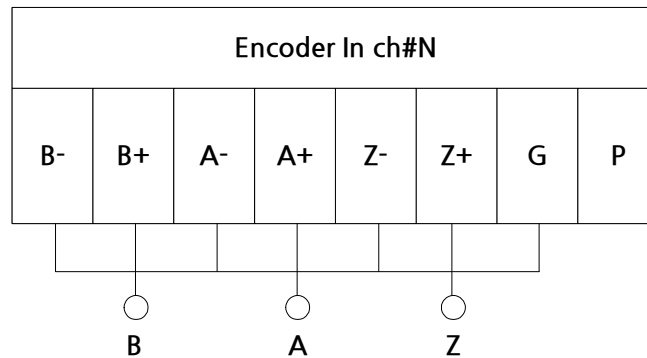 Encoder In ch#N
B- B+ A- A+ Z- Z+ G P
B A Z